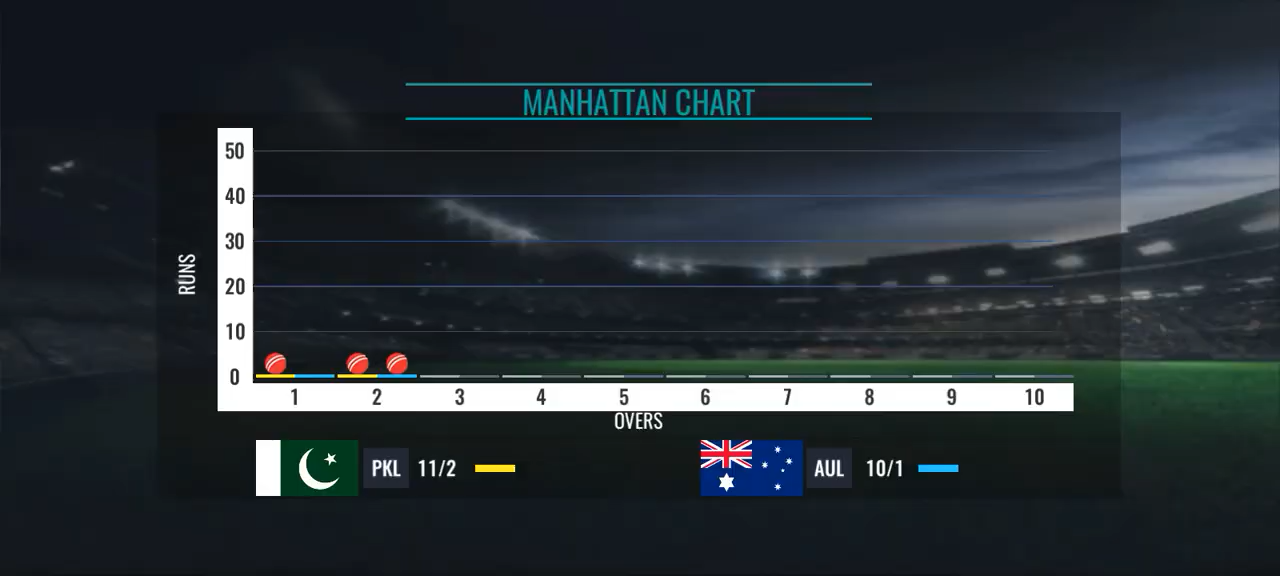 MANHATTAN CHART
50
40
30
20
10
0
RUNS
1 2 3 4 5 6 7 8 9 10
OVERS
PKL 11/2
AUL 10/1